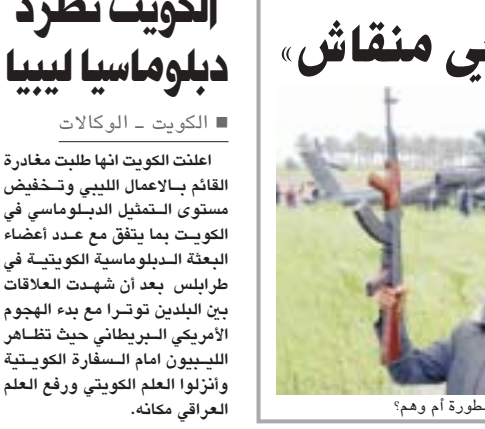 الكويت تطرد
دبلوماسيا ليبيا
■ الكويت - الوكالات
اعلنت الكويت انها طلبت مغادرة
القائم بالاعمال الليبي وتخفيض
مستوى التمثيل الدبلوماسي في
الكويت بما يتفق مع عدد أعضاء
البعثة الدبلوماسية الكويتية في
طرابلس بعد أن شهدت العلاقات
بين البلدين توترا مع بدء الهجوم
الأمريكي البريطاني حيث تظاهر
الليبيون امام السفارة الكويتية
وأنزلوا العلم الكويتي ورفع العلم
العراقي مكانه.
منقاش»
أم وهم؟